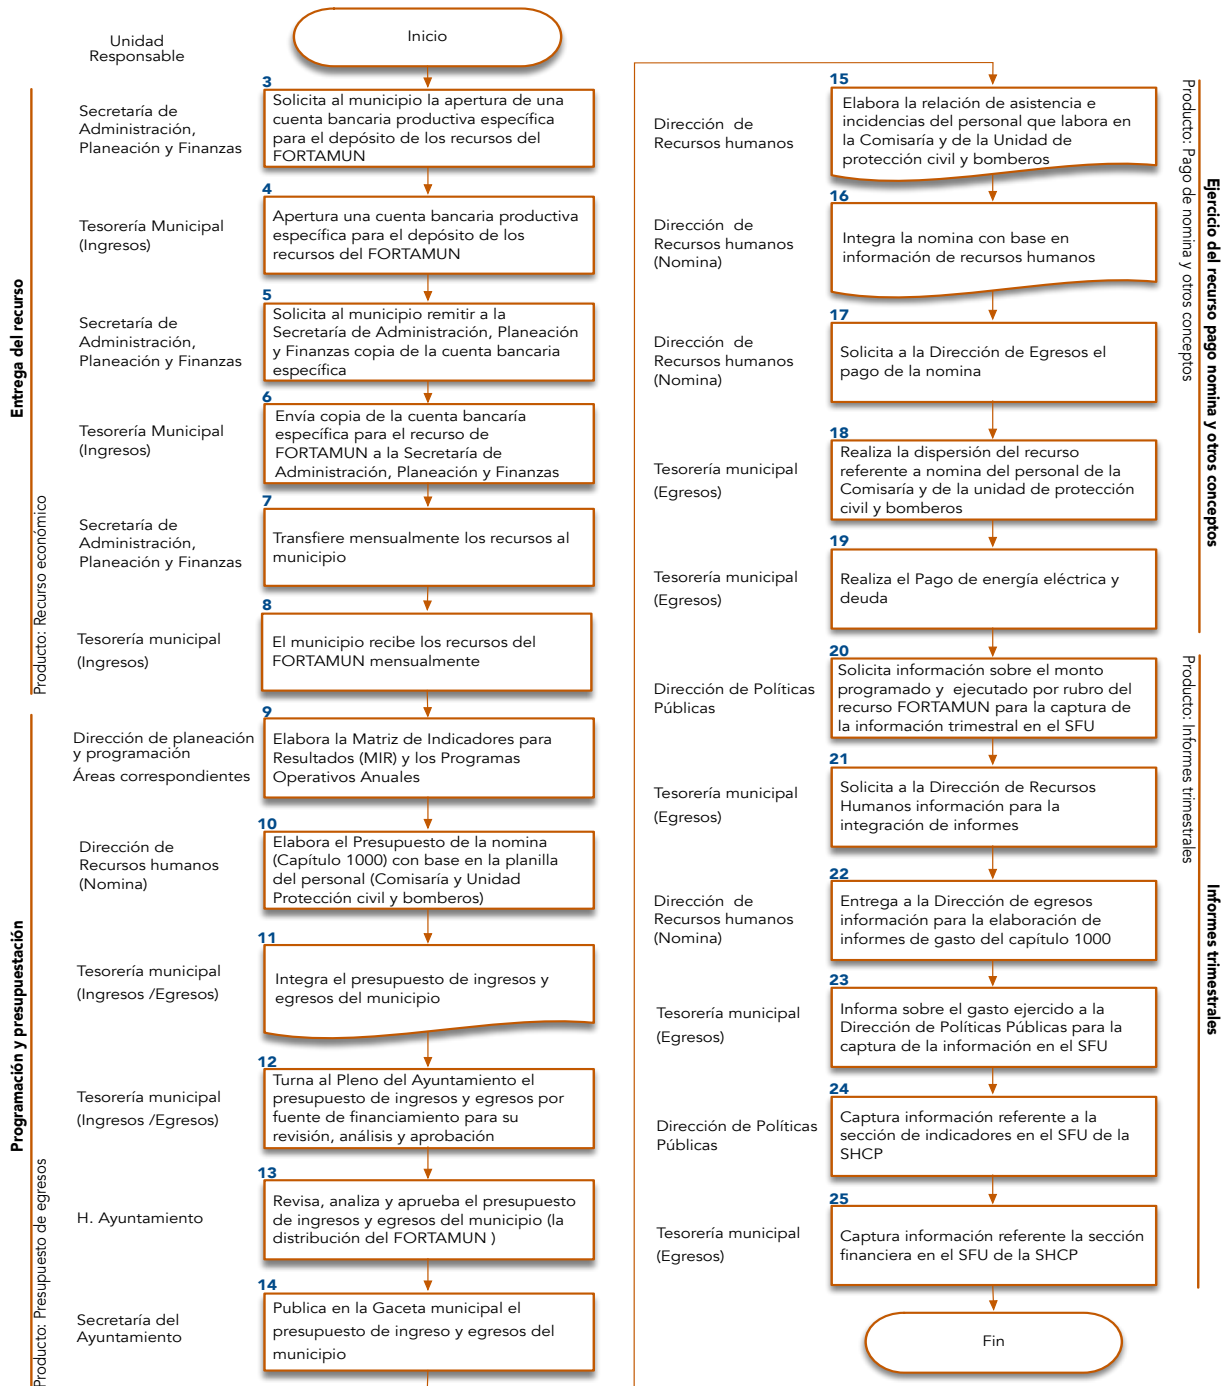 Unidad
Responsable
Inicio
Entrega del recurso
Producto: Recurso económico
Secretaría de
Administración,
Planeación y Finanzas
3
Solicita al municipio la apertura de una
cuenta bancaria productiva específica
para el depósito de los recursos del
FORTAMUN
Tesorería Municipal
(Ingresos)
4
Apertura una cuenta bancaria productiva
específica para el depósito de los
recursos del FORTAMUN
Secretaría de
Administración,
Planeación y Finanzas
5
Solicita al municipio remitir a la
Secretaría de Administración, Planeación
y Finanzas copia de la cuenta bancaria
específica
Tesorería Municipal
(Ingresos)
6
Envía copia de la cuenta bancaría
específica para el recurso de
FORTAMUN a la Secretaría de
Administración, Planeación y Finanzas
Secretaría de
Administración,
Planeación y Finanzas
7
Transfiere mensualmente los recursos al
municipio
Tesorería municipal
(Ingresos)
8
El municipio recibe los recursos del
FORTAMUN mensualmente
Programación y presupuestación
Producto: Presupuesto de egresos
Dirección de planeación
y programación
Áreas correspondientes
9
Elabora la Matriz de Indicadores para
Resultados (MIR) y los Programas
Operativos Anuales
Dirección de
Recursos humanos
(Nomina)
10
Elabora el Presupuesto de la nomina
(Capítulo 1000) con base en la planilla
del personal (Comisaría y Unidad
Protección civil y bomberos)
Tesorería municipal
(Ingresos /Egresos)
11
Integra el presupuesto de ingresos y
egresos del municipio
Tesorería municipal
(Ingresos /Egresos)
12
Turna al Pleno del Ayuntamiento el
presupuesto de ingresos y egresos por
fuente de financiamiento para su
revisión, análisis y aprobación
H. Ayuntamiento
13
Revisa, analiza y aprueba el presupuesto
de ingresos y egresos del municipio (la
distribución del FORTAMUN )
Secretaría del
Ayuntamiento
14
Publica en la Gaceta municipal el
presupuesto de ingreso y egresos del
municipio
Ejercicio del recurso pago nomina y otros conceptos
Producto: Pago de nomina y otros conceptos
Dirección de
Recursos humanos
15
Elabora la relación de asistencia e
incidencias del personal que labora en
la Comisaría y de la Unidad de
protección civil y bomberos
Dirección de
Recursos humanos
(Nomina)
16
Integra la nomina con base en
información de recursos humanos
Dirección de
Recursos humanos
(Nomina)
17
Solicita a la Dirección de Egresos el
pago de la nomina
Tesorería municipal
(Egresos)
18
Realiza la dispersión del recurso
referente a nomina del personal de la
Comisaría y de la unidad de protección
civil y bomberos
Tesorería municipal
(Egresos)
19
Realiza el Pago de energía eléctrica y
deuda
Informes trimestrales
Producto: Informes trimestrales
Dirección de Políticas
Públicas
20
Solicita información sobre el monto
programado y ejecutado por rubro del
recurso FORTAMUN para la captura de
la información trimestral en el SFU
Tesorería municipal
(Egresos)
21
Solicita a la Dirección de Recursos
Humanos información para la
integración de informes
Dirección de
Recursos humanos
(Nomina)
22
Entrega a la Dirección de egresos
información para la elaboración de
informes de gasto del capítulo 1000
Tesorería municipal
(Egresos)
23
Informa sobre el gasto ejercido a la
Dirección de Políticas Públicas para la
captura de la información en el SFU
Dirección de Políticas
Públicas
24
Captura información referente a la
sección de indicadores en el SFU de la
SHCP
Tesorería municipal
(Egresos)
25
Captura información referente la sección
financiera en el SFU de la SHCP
Fin